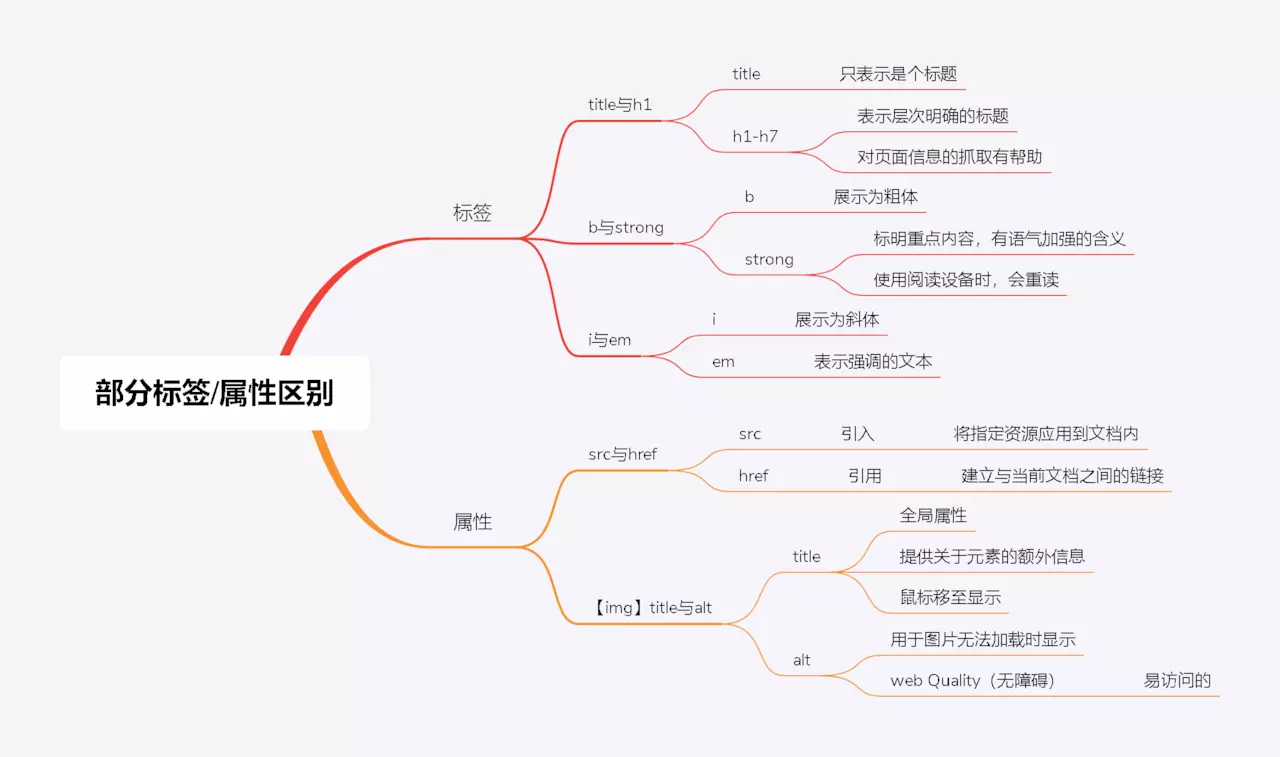 部分标签/属性区别
标签
title与h1
title 只表示是个标题
h1-h7
表示层次明确的标题
对页面信息的抓取有帮助
b与strong
b 展示为粗体
strong
标明重点内容，有语气加强的含义
使用阅读设备时，会重读
i与em
i 展示为斜体
em 表示强调的文本
属性
src与href
src 引入 将指定资源应用到文档内
href 引用 建立与当前文档之间的链接
【img】title与alt
title
全局属性
提供关于元素的额外信息
鼠标移至显示
alt
用于图片无法加载时显示
web Quality（无障碍） 易访问的